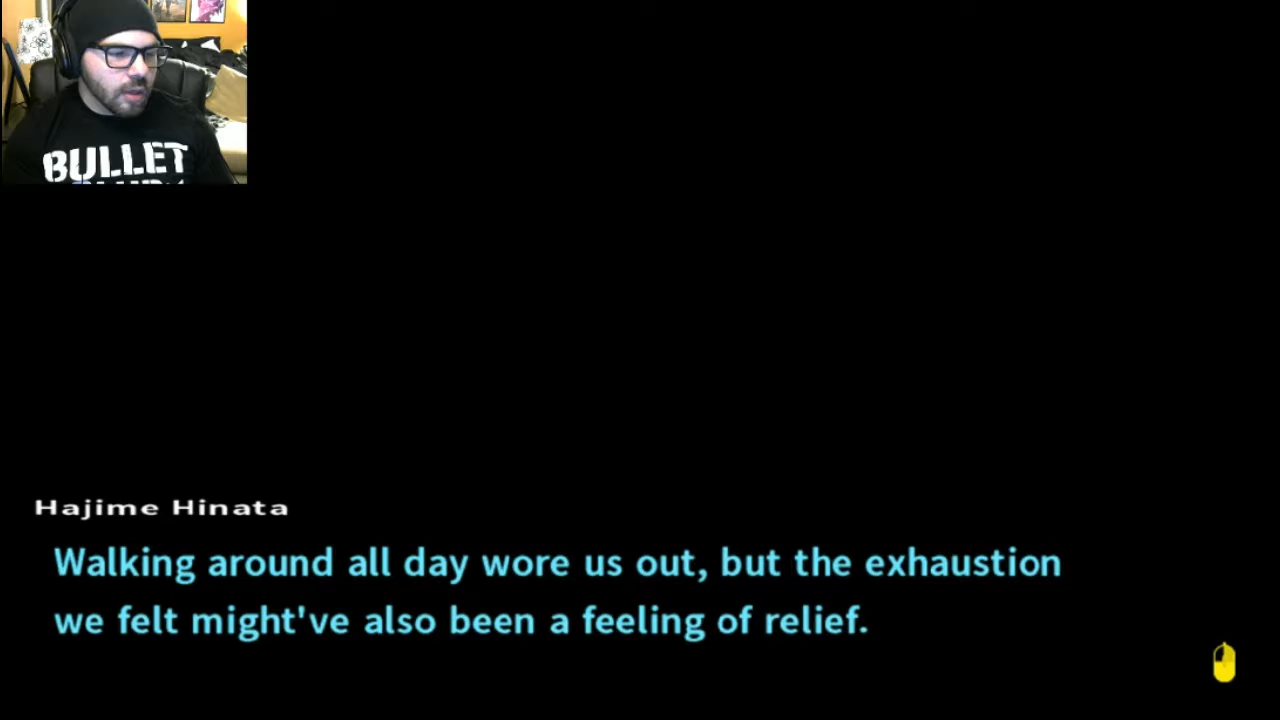 BULLET
Hajime Hinata
Walking around all day wore us out, but the exhaustion
we felt might've also been a feeling of relief.